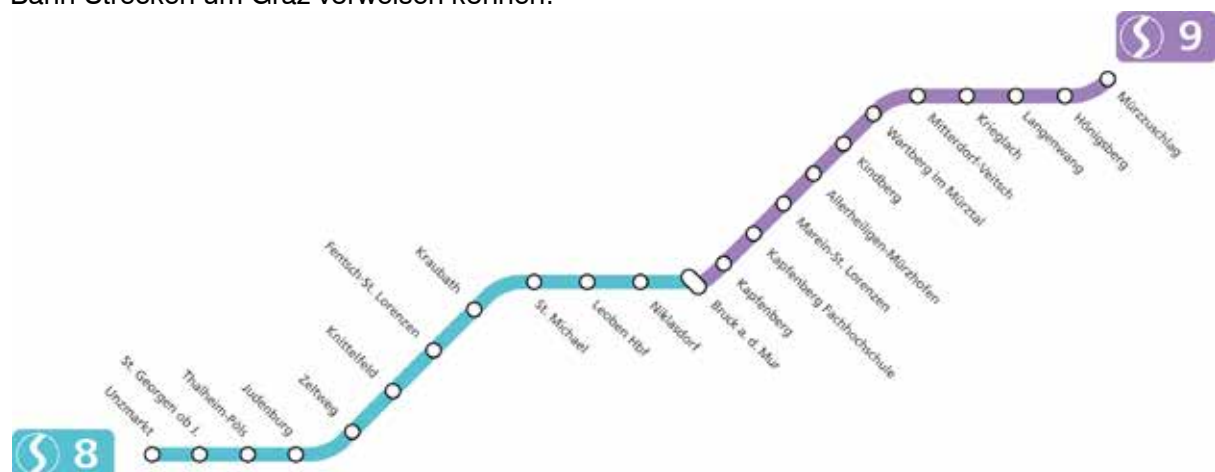 Bahn-Strecken um Graz verweisen können.
9
Mürzzuschlag
Hönigsberg
Langenwang
Krieglach
Mitterdorf-Veitsch
Wartberg im Mürztal
Kindberg
Allerheiligen-Mürzhofen
Marein-St. Lorenzen
Kapfenberg Fachhochschule
Kapfenberg
Bruck a. d. Mur
Niklasdorf
Leoben Hbf
St. Michael
Kraubath
Fentsch-St. Lorenzen
Knittelfeld
Zeltweg
Judenburg
Thalheim-Pöls
St. Georgen ob J.
Unzmarkt
8